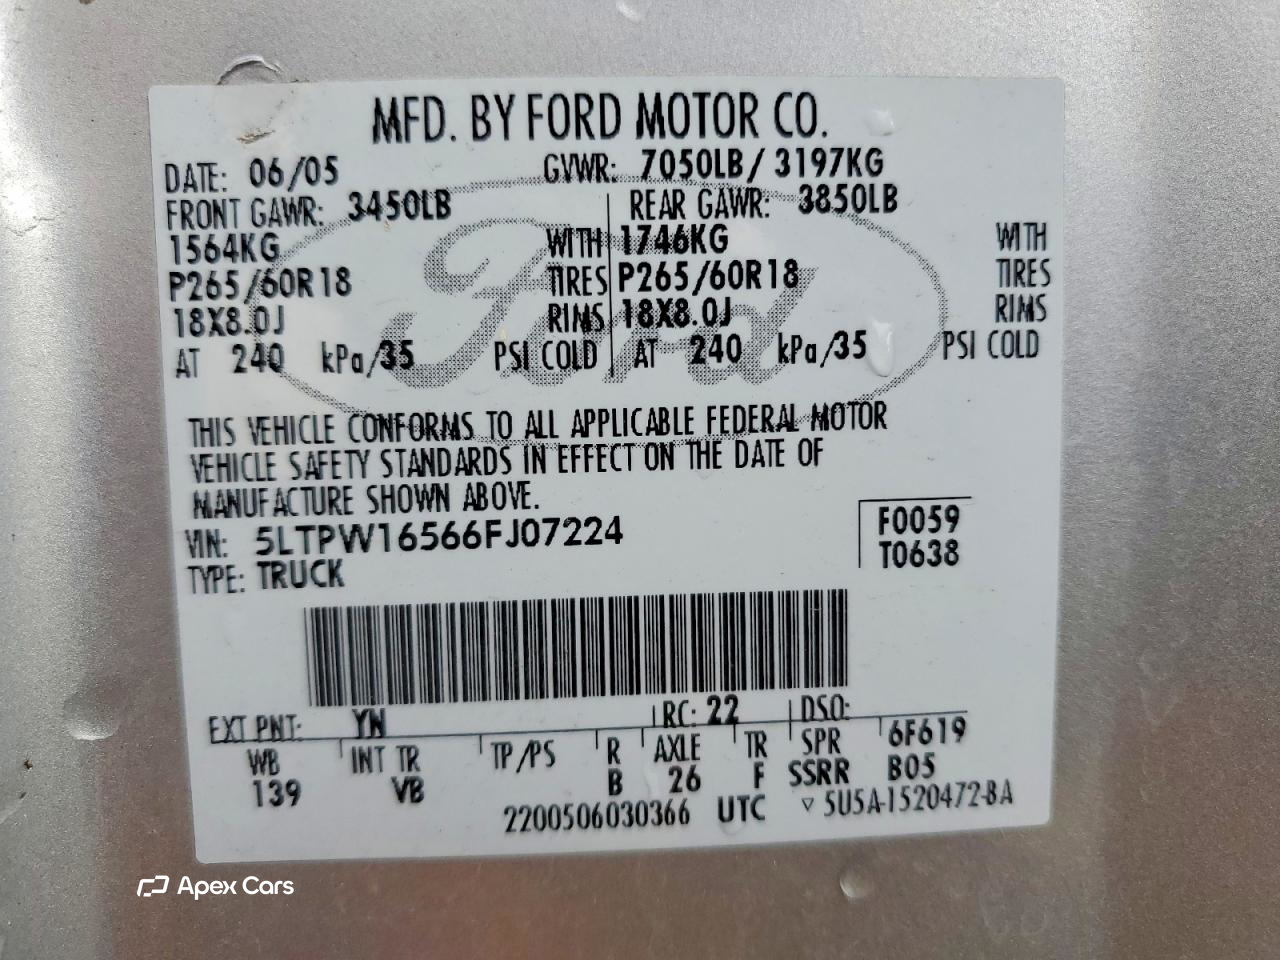 MFD. BY FORD MOTOR CO.
DATE: 06/05 GVWR: 7050LB/ 3197KG
FRONT GAWR: 3450LB REAR GAWR: 3850LB
1564KG WITH 1746KG WITH
P265/60R18 TIRES P265/60R18 TIRES
18X8.0J RIMS 18X8.0J RIMS
AT 240 kPa/35 PSI COLD AT 240 kPa/35 PSI COLD
Ford
THIS VEHICLE CONFORMS TO ALL APPLICABLE FEDERAL MOTOR
VEHICLE SAFETY STANDARDS IN EFFECT ON THE DATE OF
MANUFACTURE SHOWN ABOVE.
VIN: 5LTPW16566FJ07224 F0059
TYPE: TRUCK T0638
EXT PNT: YN RC: 22 DSO:
WB INT TR TP/PS R AXLE TR SPR 6F619
139 VB B 26 F SSRR B05
2200506030366 UTC ▽ 5U5A-1520472-BA
Apex Cars